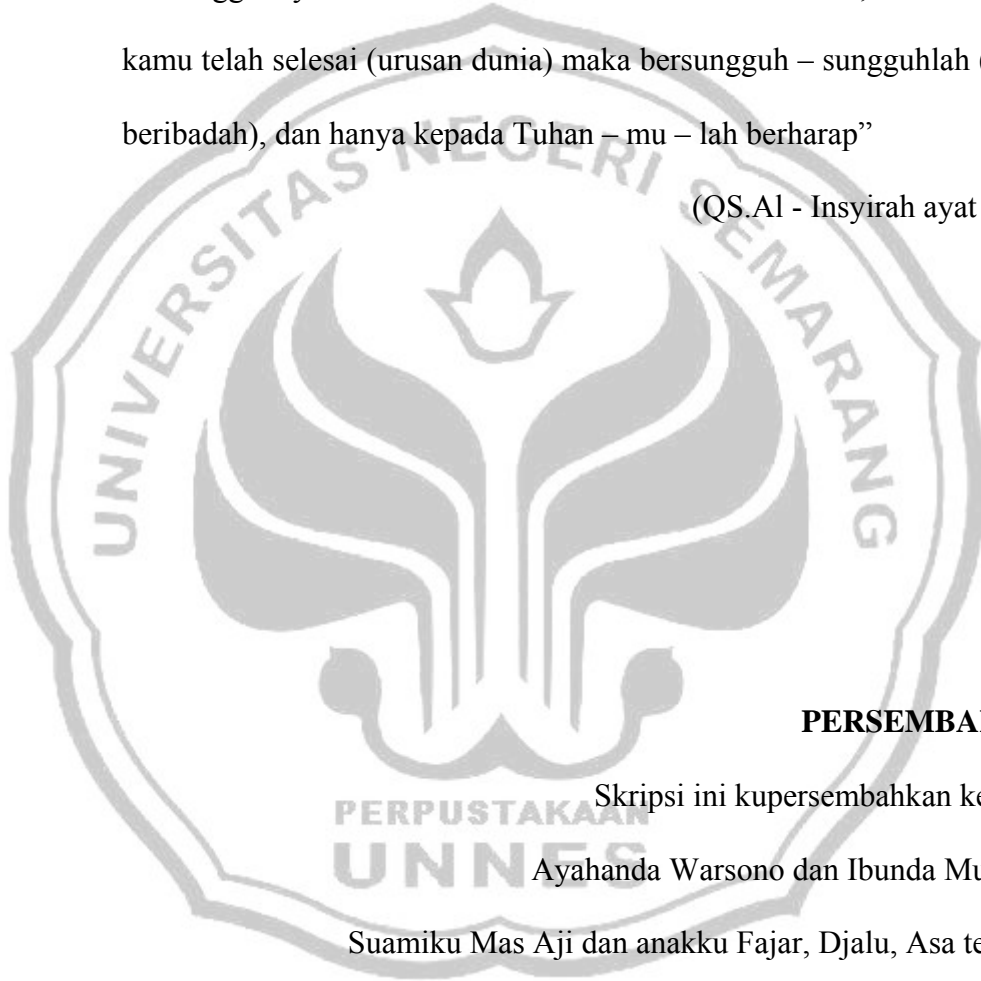 kamu telah selesai (urusan dunia) maka bersungguh – sungguhlah (
beribadah), dan hanya kepada Tuhan – mu – lah berharap”
(QS.Al - Insyirah ayat
UNIVERSITAS NEGERI SEMARANG
PERSEMBA
Skripsi ini kupersembahkan ke
PERPUSTAKAAN
UNNES
Ayahanda Warsono dan Ibunda Mu
Suamiku Mas Aji dan anakku Fajar, Djalu, Asa te